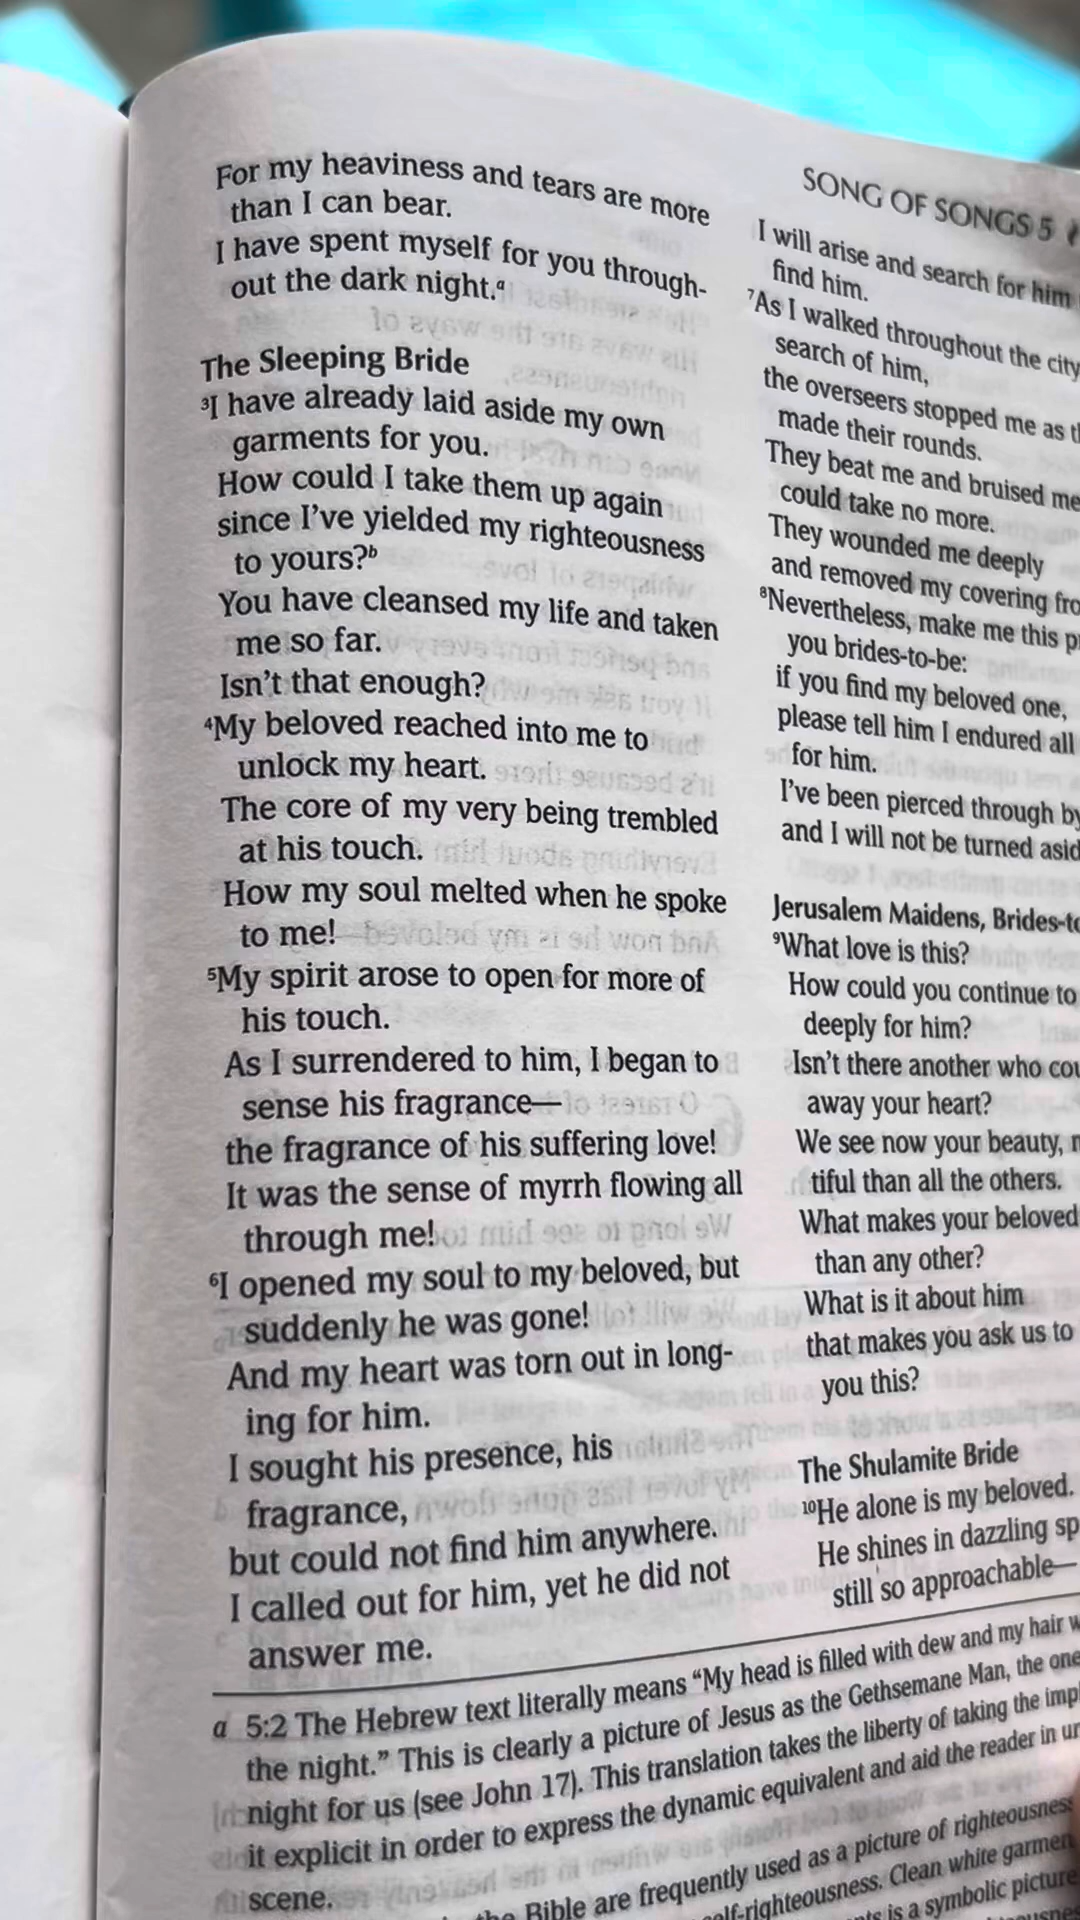 For my heaviness and tears are more
than I can bear.
I have spent myself for you through-
out the dark night.a
The Sleeping Bride
3I have already laid aside my own
garments for you.
How could I take them up again
since I've yielded my righteousness
to yours?b
You have cleansed my life and taken
me so far.
Isn't that enough?
4My beloved reached into me to
unlock my heart.
The core of my very being trembled
at his touch.
How my soul melted when he spoke
to me!
5My spirit arose to open for more of
his touch.
As I surrendered to him, I began to
sense his fragrance—
the fragrance of his suffering love!
It was the sense of myrrh flowing all
through me!
6I opened my soul to my beloved, but
suddenly he was gone!
And my heart was torn out in long-
ing for him.
I sought his presence, his
fragrance,
but could not find him anywhere.
I called out for him, yet he did not
answer me.
SONG OF SONGS 5
I will arise and search for him
find him.
7As I walked throughout the city
search of him,
the overseers stopped me as
made their rounds.
They beat me and bruised me
could take no more.
They wounded me deeply
and removed my covering
8Nevertheless, make me this
you brides-to-be:
if you find my beloved one,
please tell him I endured all
for him.
I've been pierced through by
and I will not be turned
Jerusalem Maidens,
9What love is this?
How could you continue to
deeply for him?
Isn't there another who
away your heart?
We see now your beauty,
tiful than all the others.
What makes your beloved
than any other?
What is it about him
that makes you ask us to
you this?
The Shulamite Bride
10He alone is my beloved.
He shines in dazzling
still so approachable—
a 5:2 The Hebrew text literally means “My head is filled with dew and my hair
the night.” This is clearly a picture of Jesus as the Gethsemane Man, the one
night for us (see John 17). This translation takes the liberty of taking the
it explicit in order to express the dynamic equivalent and aid the reader in
scene.
Bible are frequently used as a picture of righteousness
Clean white
is a symbolic picture